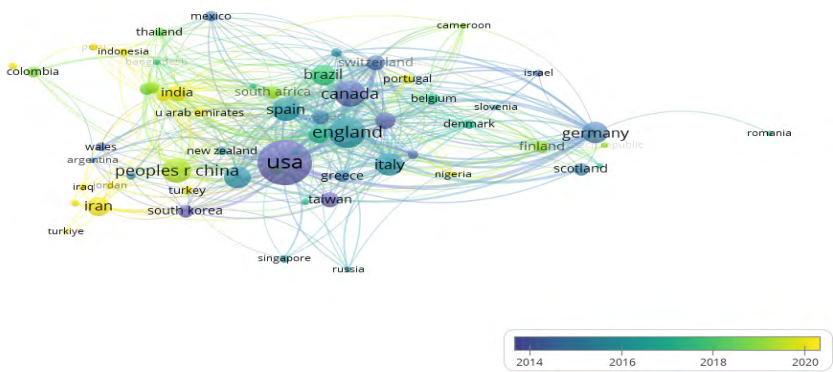 mexico
cameroon
thailand
indonesia
bangladesh
switzerland
colombia
brazil
portugal
israel
india
south africa
canada
belgium
slovenia
u arab emirates
spain
denmark
england
germany
romania
wales
new zealand
finland
argentina
usa
italy
scotland
peoples r china
greece
nigeria
iraq
jordan
turkey
taiwan
iran
south korea
turkiye
singapore
russia
2014
2016
2018
2020